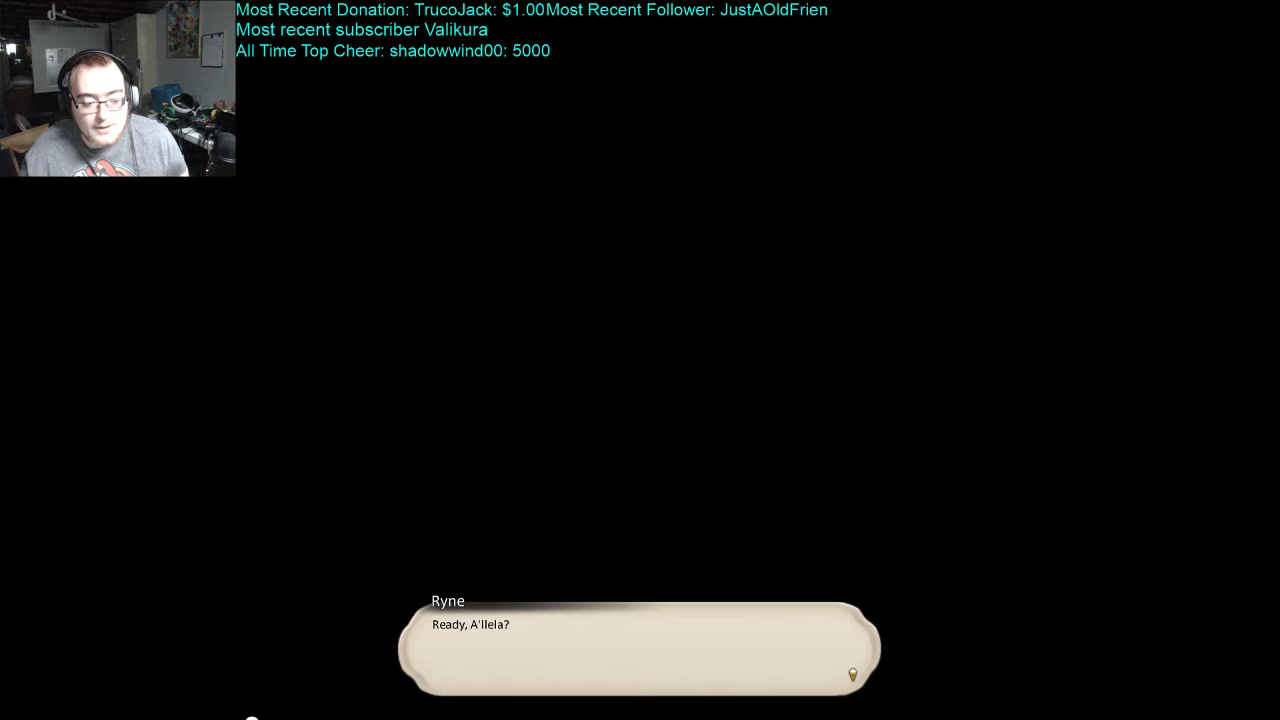 Most Recent Donation: TrucoJack: $1.00Most Recent Follower: JustAOldFrien
Most recent subscriber Valikura
All Time Top Cheer: shadowwind00: 5000
Ryne
Ready, A'llela?